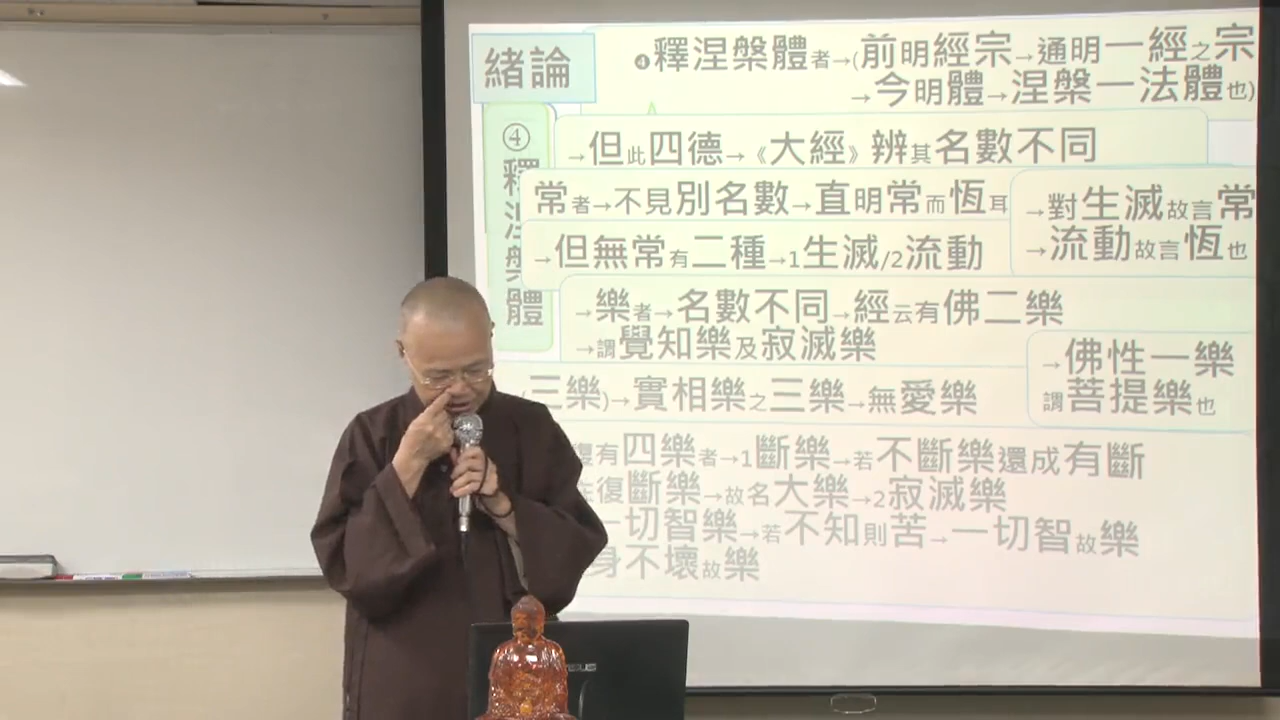 緒論
❹釋涅槃體者→(前明經宗→通明一經之宗
→今明體→涅槃一法體也)
④釋涅槃體
→但此四德→《大經》辨其名數不同
常者→不見別名數→直明常而恆耳
→對生滅故言常
→流動故言恆也
→但無常有二種→1生滅/2流動
→樂者→名數不同→經云有佛二樂
→謂覺知樂及寂滅樂
→佛性一樂
謂菩提樂也
(三樂)→實相樂之三樂→無愛樂
復有四樂者→1斷樂→若不斷樂還成有斷
復斷樂→故名大樂→2寂滅樂
一切智樂→若不知則苦→一切智故樂
身不壞故樂